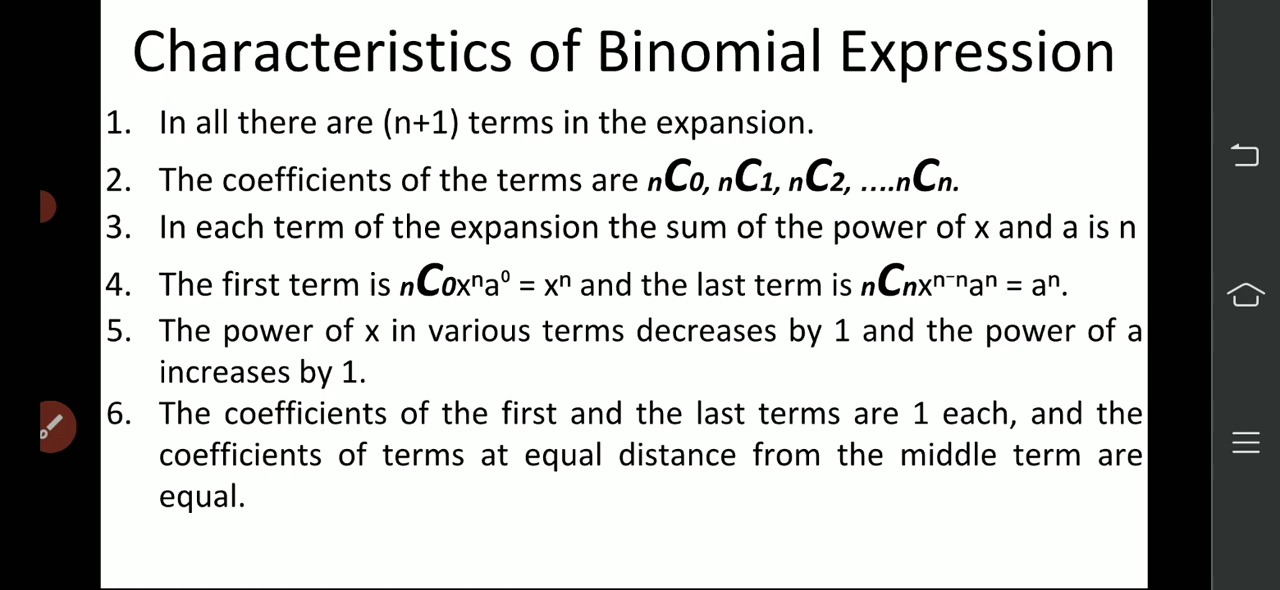 Characteristics of Binomial Expression
1. In all there are (n+1) terms in the expansion.
2. The coefficients of the terms are nC0, nC1, nC2, ....nCn.
3. In each term of the expansion the sum of the power of x and a is n
4. The first term is nC0xⁿa⁰ = xⁿ and the last term is nCnxⁿ⁻ⁿaⁿ = aⁿ.
5. The power of x in various terms decreases by 1 and the power of a
increases by 1.
6. The coefficients of the first and the last terms are 1 each, and the
coefficients of terms at equal distance from the middle term are
equal.